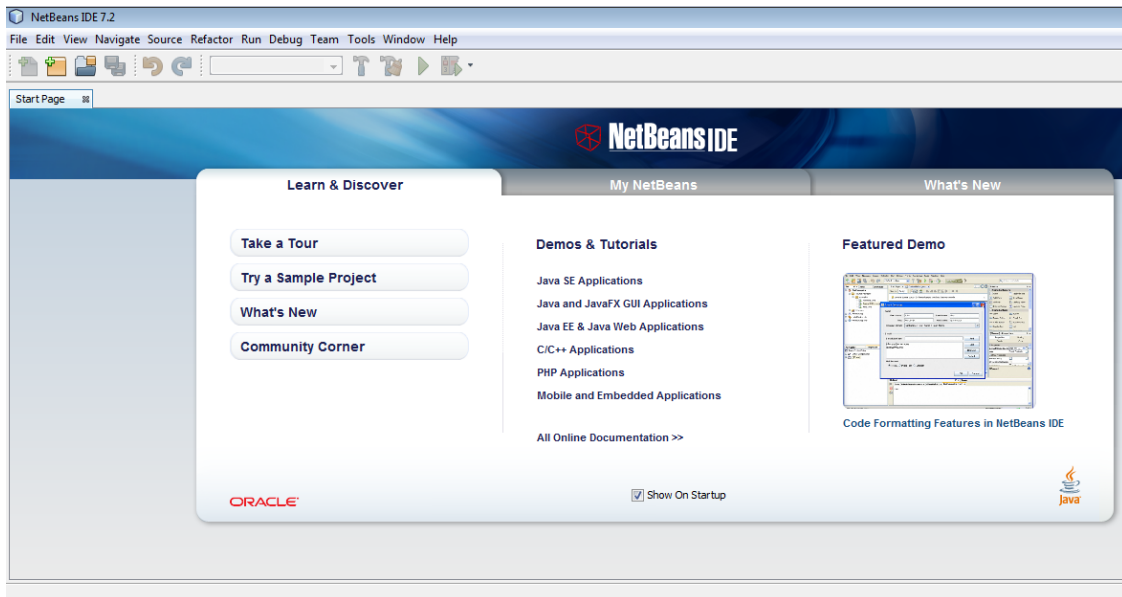 NetBeans IDE 7.2
File Edit View Navigate Source Refactor Run Debug Team Tools Window Help
Start Page
NetBeans IDE
Learn & Discover
My NetBeans
What's New
Take a Tour
Try a Sample Project
What's New
Community Corner
Demos & Tutorials
Java SE Applications
Java and JavaFX GUI Applications
Java EE & Java Web Applications
C/C++ Applications
PHP Applications
Mobile and Embedded Applications
All Online Documentation >>
Featured Demo
Code Formatting Features in NetBeans IDE
ORACLE
Show On Startup
Java